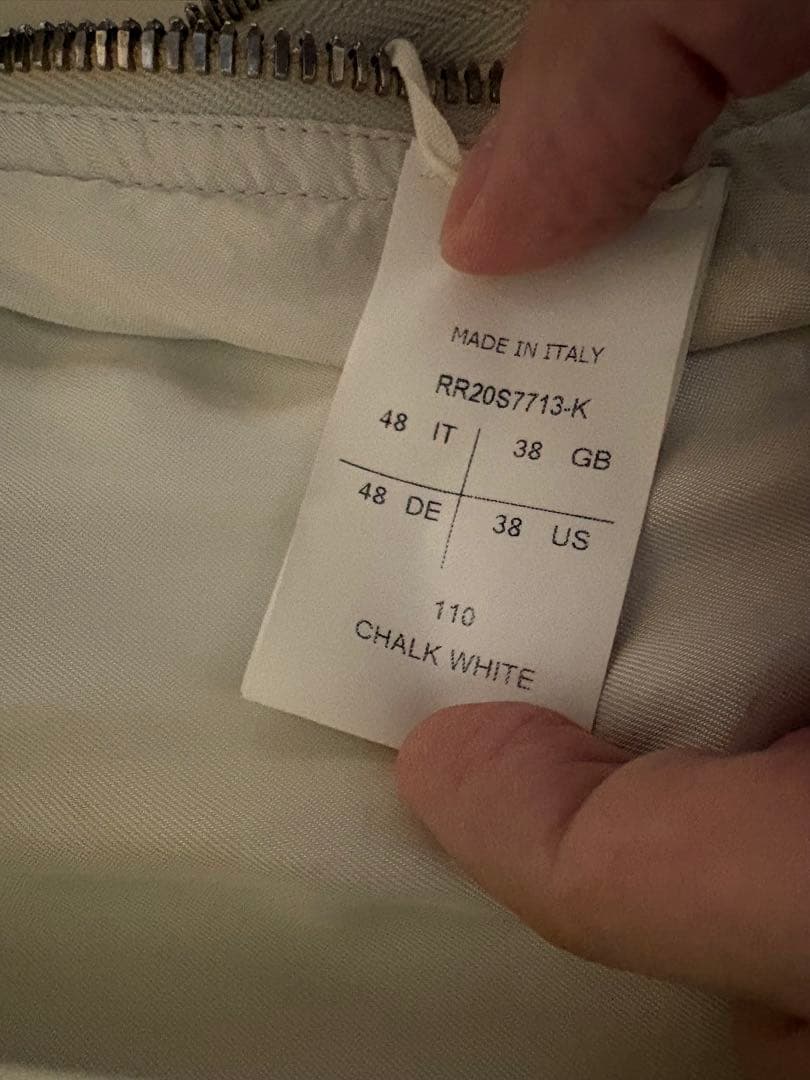 MADE IN ITALY
RR20S7713-K
48 IT 38 GB
48 DE 38 US
110
CHALK WHITE